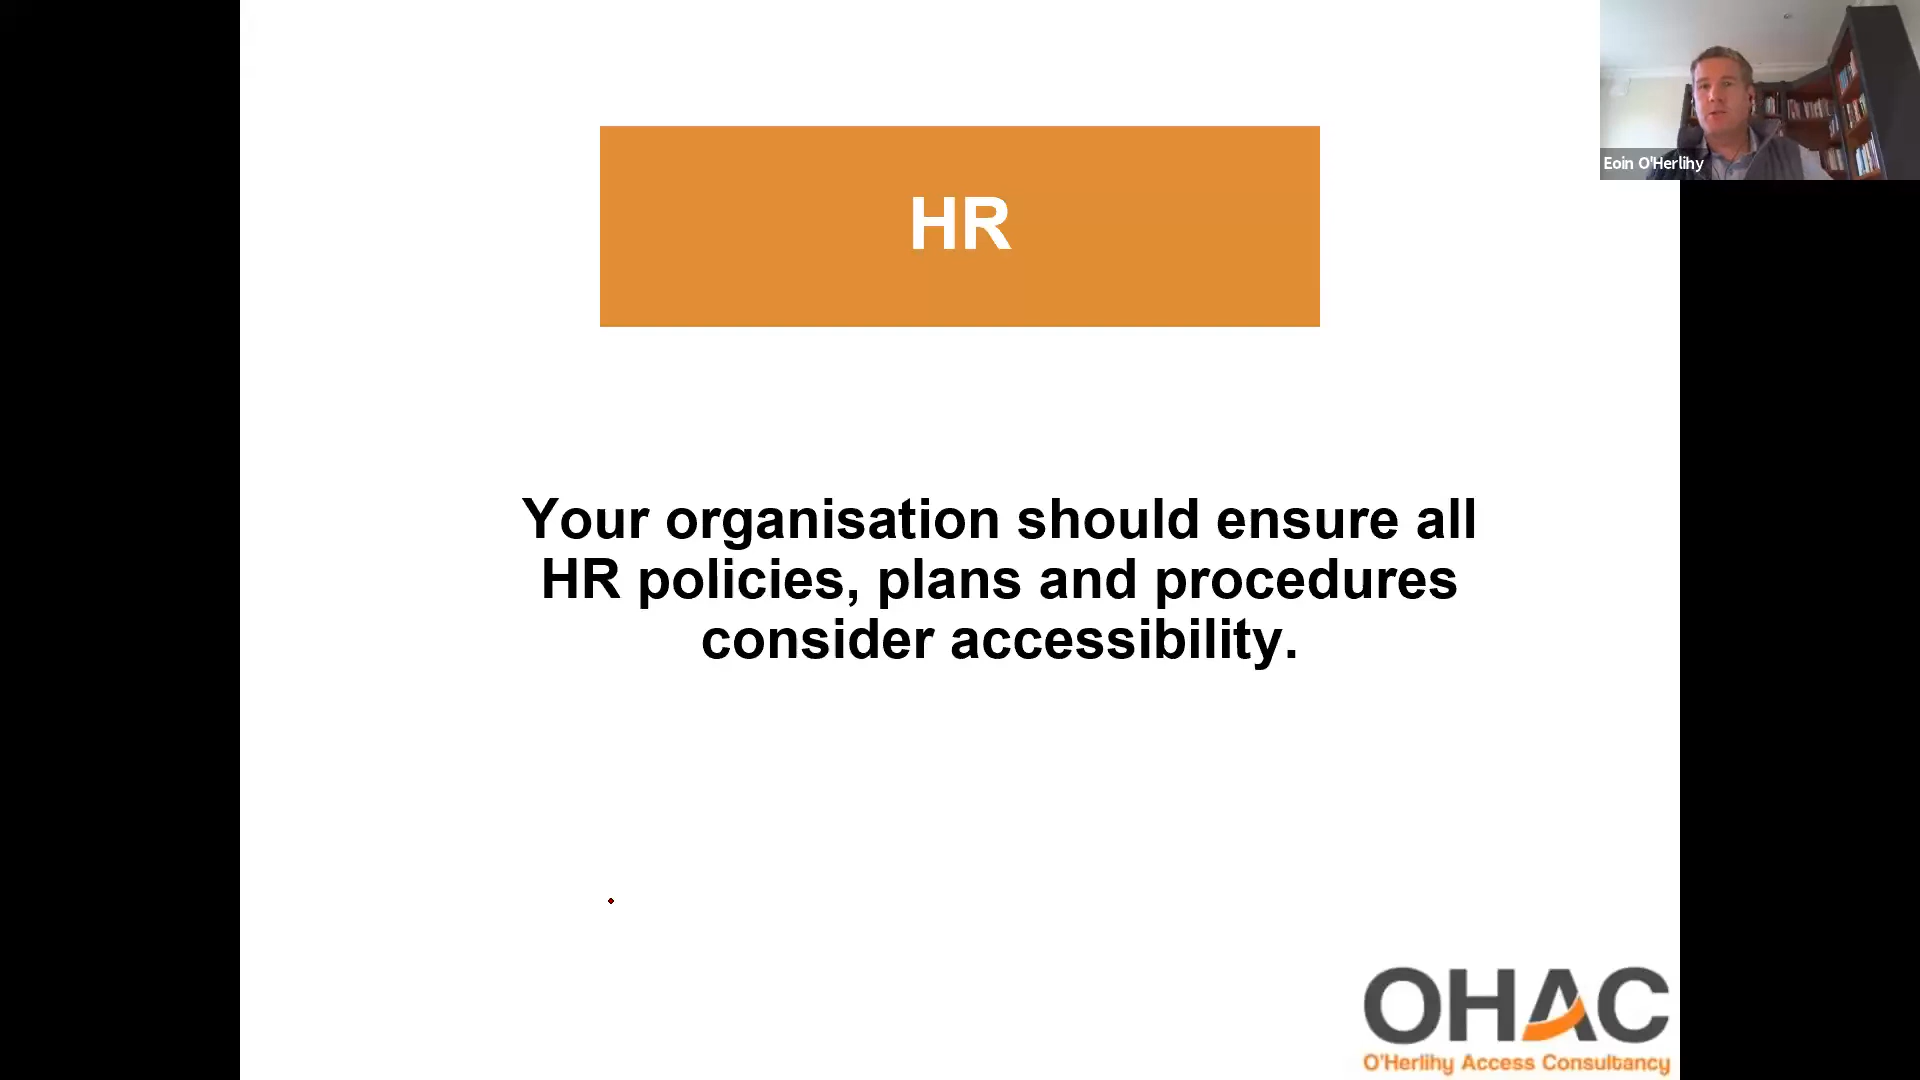 HR
Eoin O'Herlihy
Your organisation should ensure all
HR policies, plans and procedures
consider accessibility.
OHAC
O'Herlihy Access Consultancy